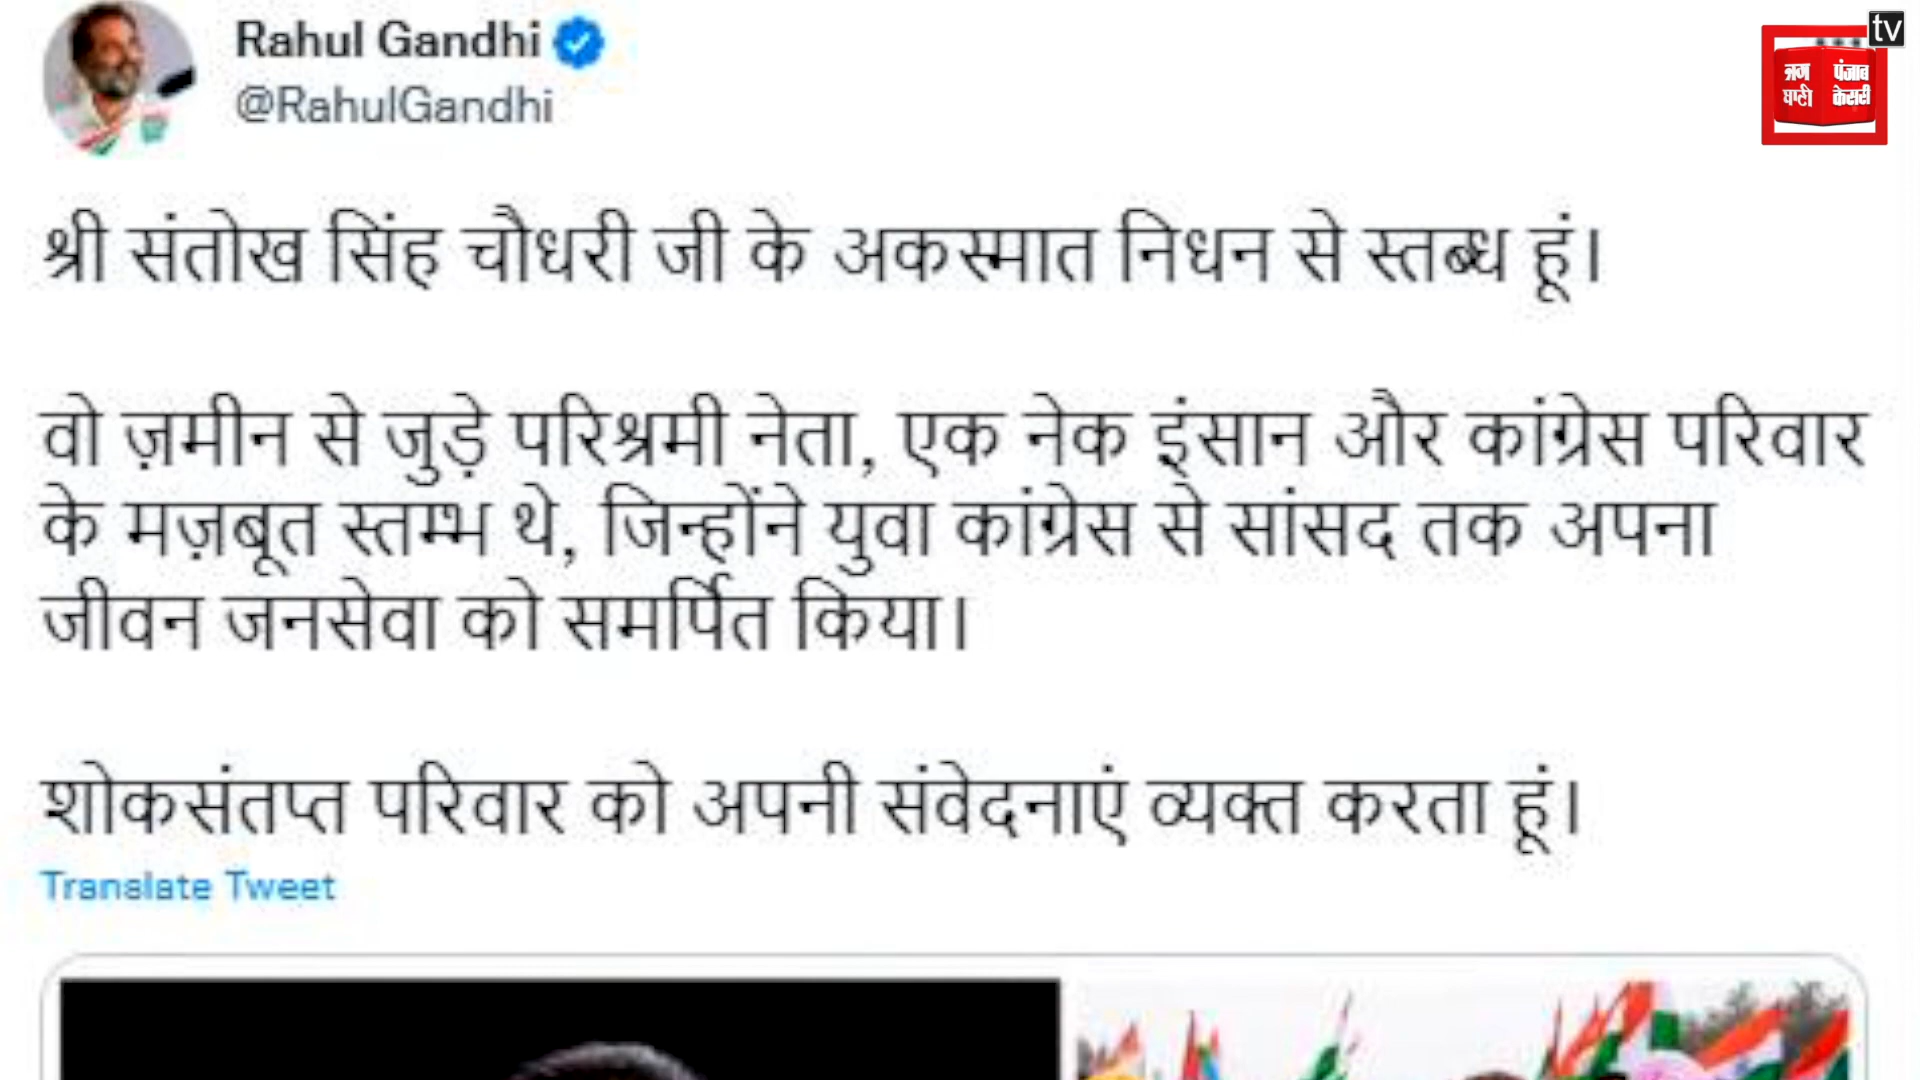 Rahul Gandhi
@RahulGandhi
tv
जग बाणी
पंजाब केसरी
श्री संतोख सिंह चौधरी जी के अकस्मात निधन से स्तब्ध हूं।
वो ज़मीन से जुड़े परिश्रमी नेता, एक नेक इंसान और कांग्रेस परिवार
के मज़बूत स्तम्भ थे, जिन्होंने युवा कांग्रेस से सांसद तक अपना
जीवन जनसेवा को समर्पित किया।
शोकसंतप्त परिवार को अपनी संवेदनाएं व्यक्त करता हूं।
Translate Tweet